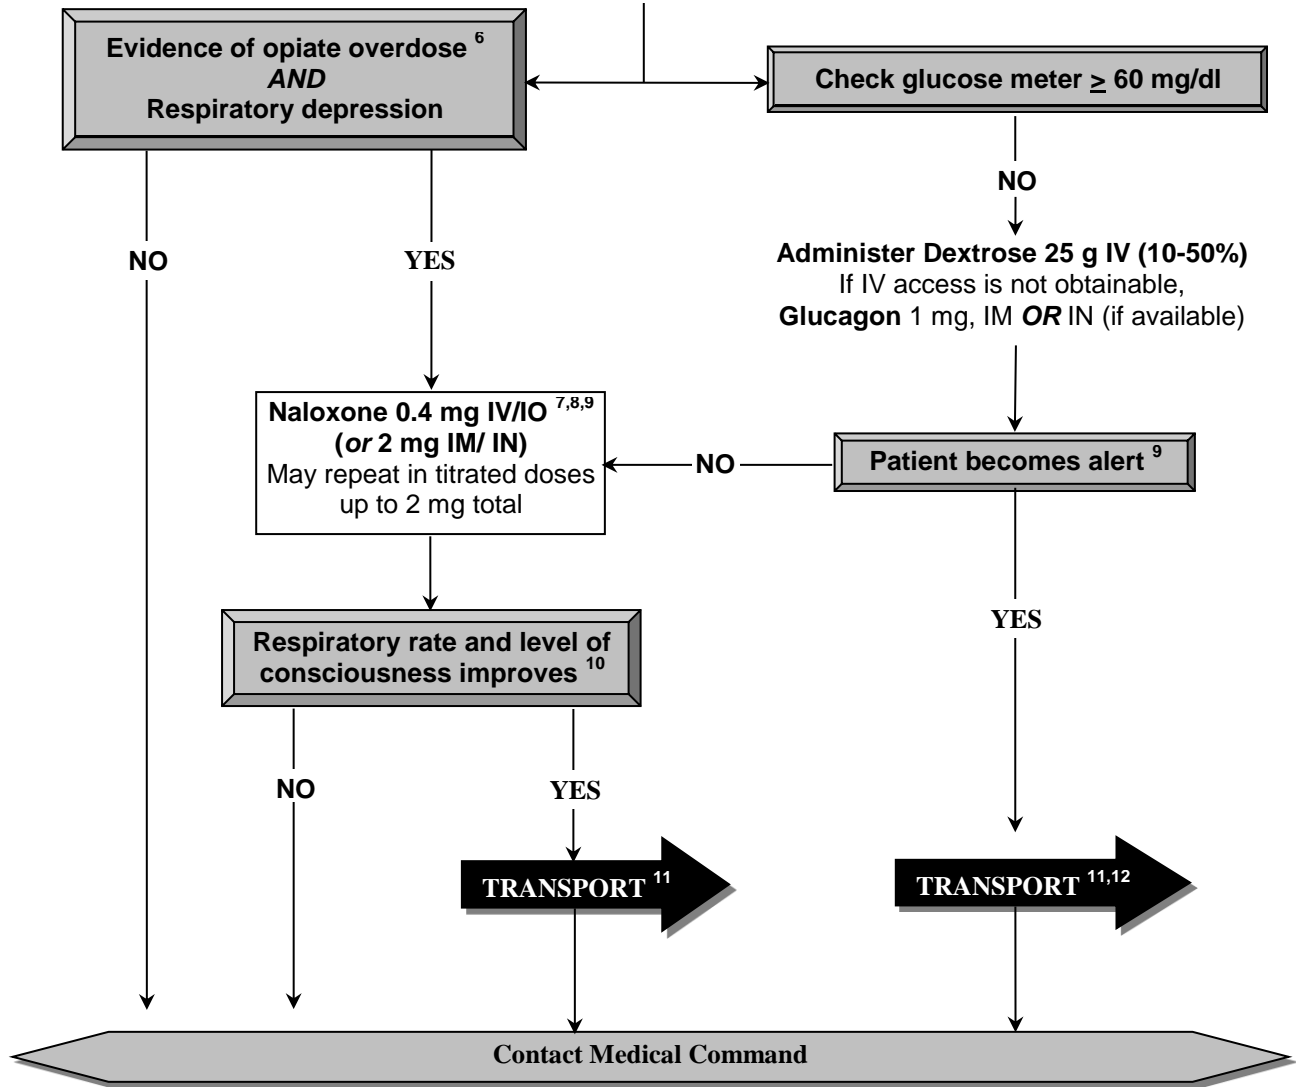 Evidence of opiate overdose 6
AND
Respiratory depression
Check glucose meter ≥ 60 mg/dl
NO
YES
NO
Administer Dextrose 25 g IV (10-50%)
If IV access is not obtainable,
Glucagon 1 mg, IM OR IN (if available)
Naloxone 0.4 mg IV/IO 7,8,9
(or 2 mg IM/ IN)
May repeat in titrated doses
up to 2 mg total
NO
Patient becomes alert 9
Respiratory rate and level of
consciousness improves 10
YES
NO
YES
TRANSPORT 11
TRANSPORT 11,12
Contact Medical Command